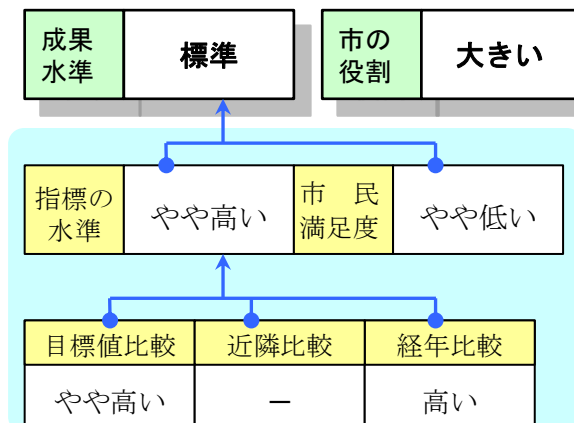 成果
水準
標準
市の
役割
大きい
指標の
水準
やや高い
市　民
満足度
やや低い
目標値比較
近隣比較
経年比較
やや高い
－
高い